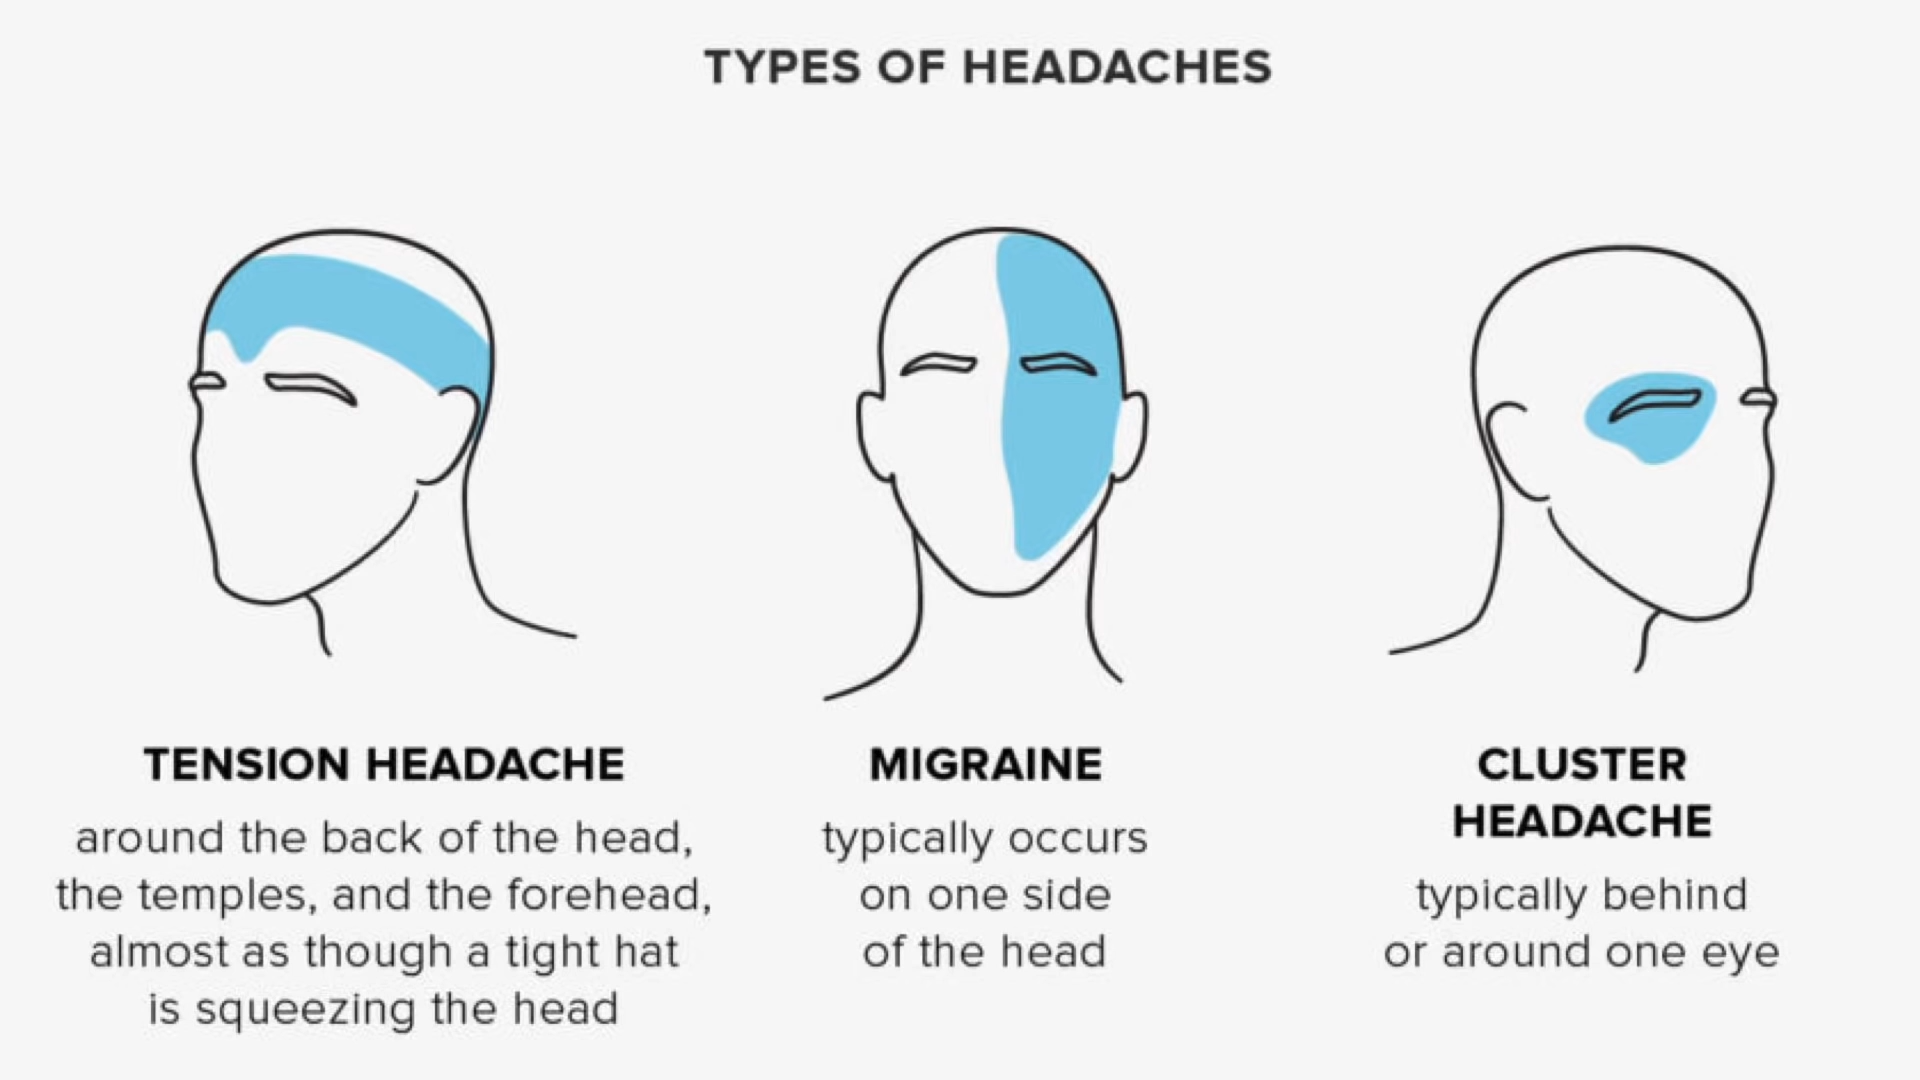 TYPES OF HEADACHES
TENSION HEADACHE
around the back of the head,
the temples, and the forehead,
almost as though a tight hat
is squeezing the head
MIGRAINE
typically occurs
on one side
of the head
CLUSTER
HEADACHE
typically behind
or around one eye